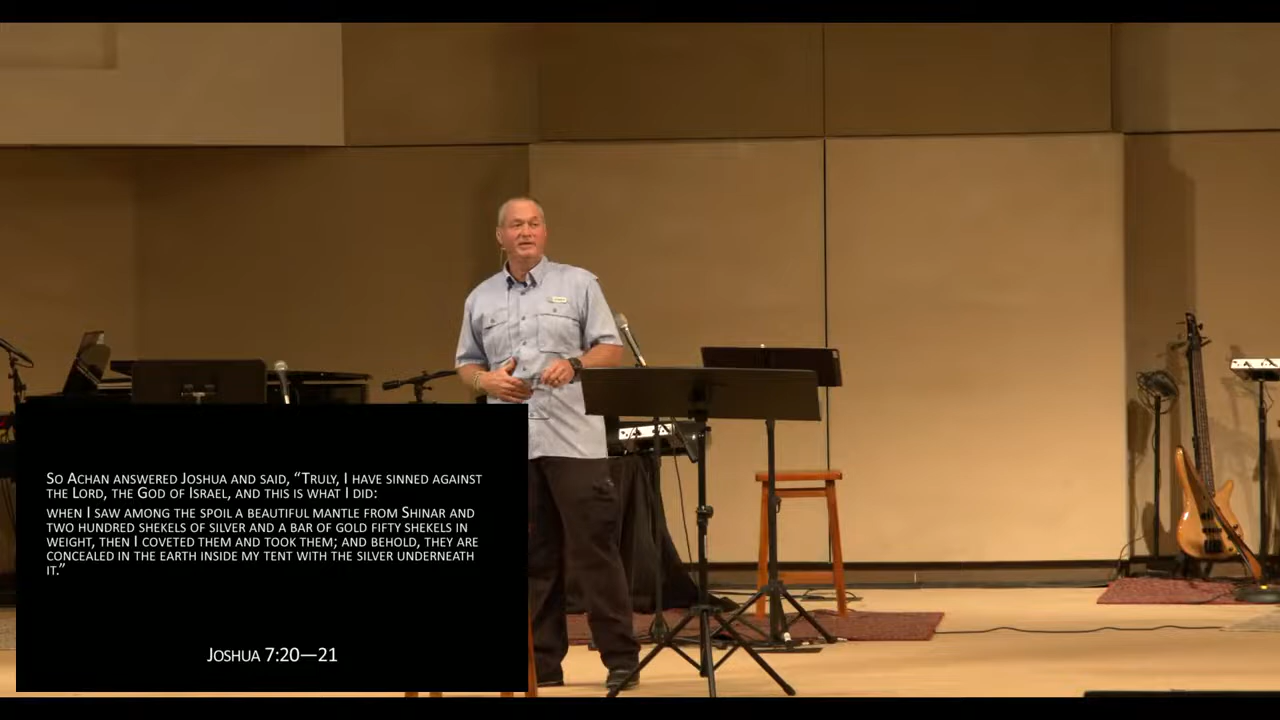 So Achan answered Joshua and said, “Truly, I have sinned against
the Lord, the God of Israel, and this is what I did:
when I saw among the spoil a beautiful mantle from Shinar and
two hundred shekels of silver and a bar of gold fifty shekels in
weight, then I coveted them and took them; and behold, they are
concealed in the earth inside my tent with the silver underneath
it.”
Joshua 7:20—21